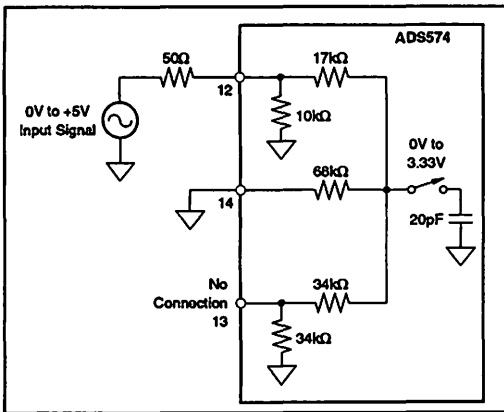 ADS574
50Ω
17kΩ
12
0V to +5V
Input Signal
10kΩ
0V to
3.33V
68kΩ
14
20pF
No
Connection
13
34kΩ
34kΩ